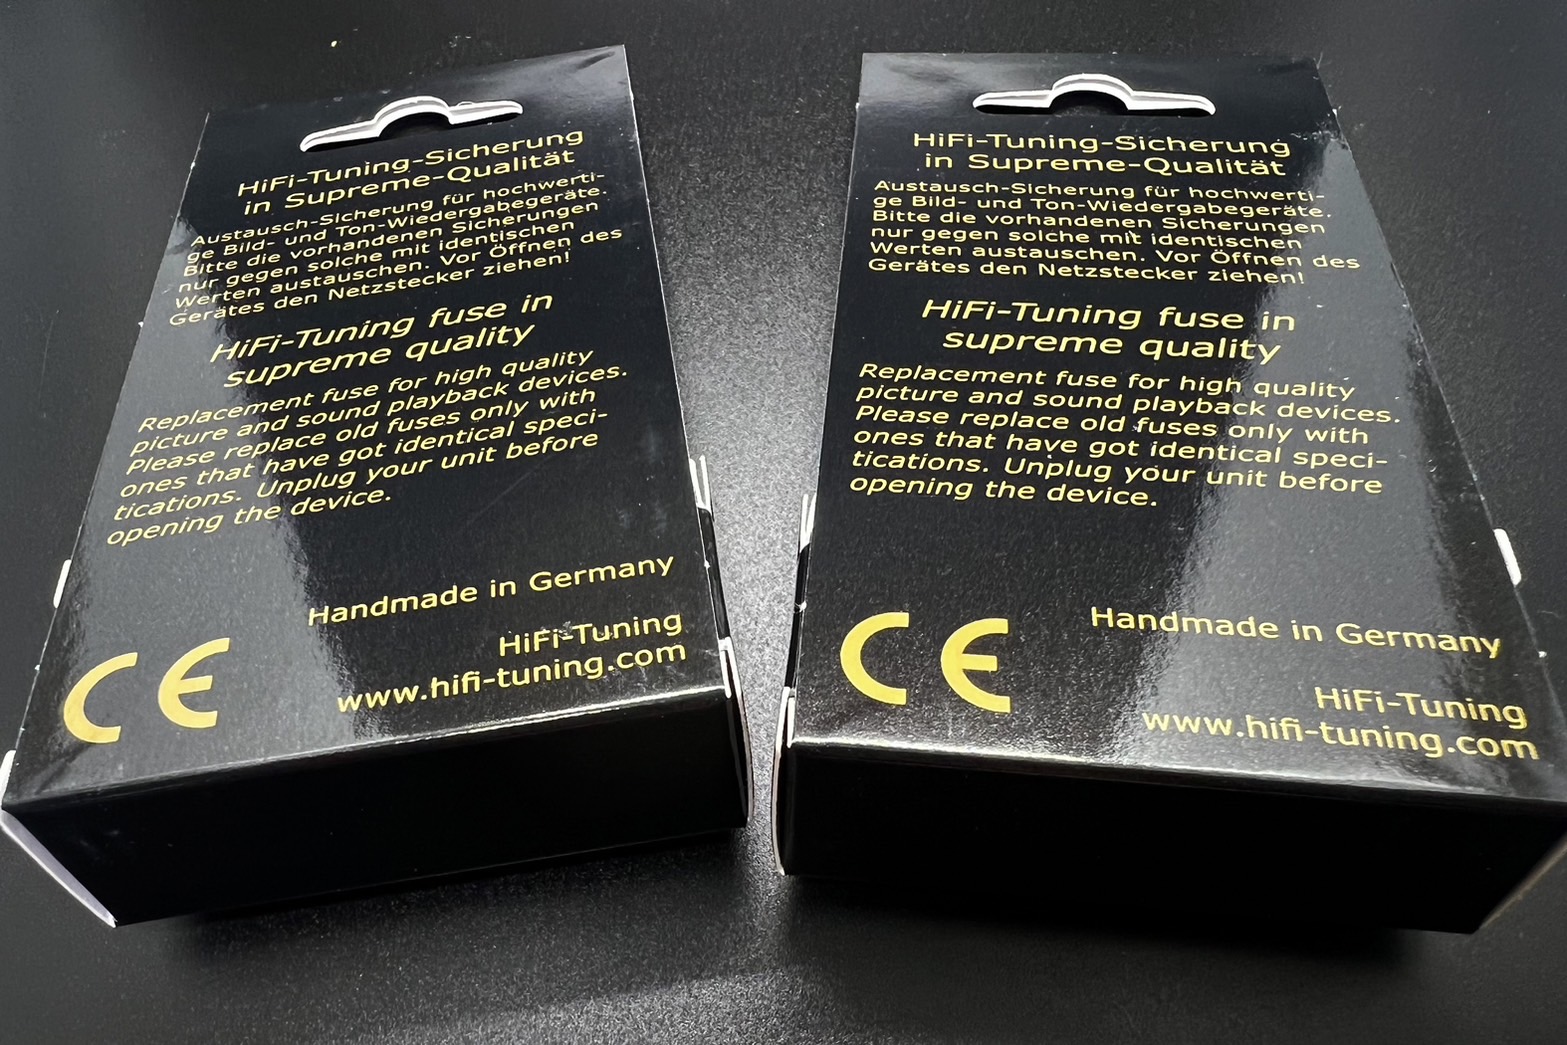 HiFi-Tuning-Sicherung
in Supreme-Qualität
Austausch-Sicherung für hochwerti-
ge Bild- und Ton-Wiedergabegeräte.
Bitte die vorhandenen Sicherungen
nur gegen solche mit identischen
Werten austauschen. Vor Öffnen des
Gerätes den Netzstecker ziehen!
HiFi-Tuning fuse in
supreme quality
Replacement fuse for high quality
picture and sound playback devices.
Please replace old fuses only with
ones that have got identical speci-
tications. Unplug your unit before
opening the device.
Handmade in Germany
HiFi-Tuning
www.hifi-tuning.com
CE
HiFi-Tuning-Sicherung
in Supreme-Qualität
Austausch-Sicherung für hochwerti-
ge Bild- und Ton-Wiedergabegeräte.
Bitte die vorhandenen Sicherungen
nur gegen solche mit identischen
Werten austauschen. Vor Öffnen des
Gerätes den Netzstecker ziehen!
HiFi-Tuning fuse in
supreme quality
Replacement fuse for high quality
picture and sound playback devices.
Please replace old fuses only with
ones that have got identical speci-
tications. Unplug your unit before
opening the device.
Handmade in Germany
HiFi-Tuning
www.hifi-tuning.com
CE